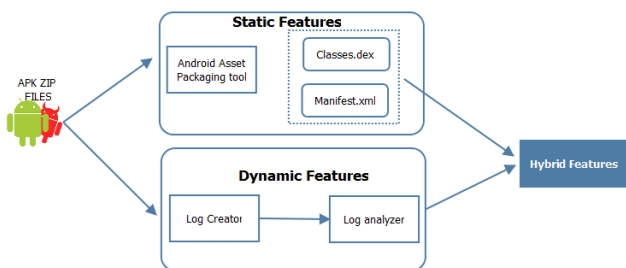 Static Features
Android Asset
Packaging tool
Classes.dex
Manifest.xml
APK ZIP
FILES
Hybrid Features
Dynamic Features
Log Creator
Log analyzer